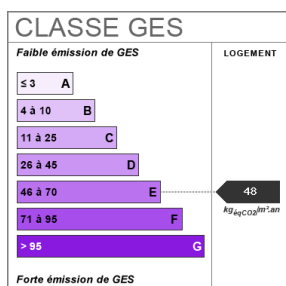 CLASSE GES
Faible émission de GES
LOGEMENT
≤ 3 A
4 à 10 B
11 à 25 C
26 à 45 D
46 à 70 E
48
kgéqCO2/m².an
71 à 95 F
> 95 G
Forte émission de GES